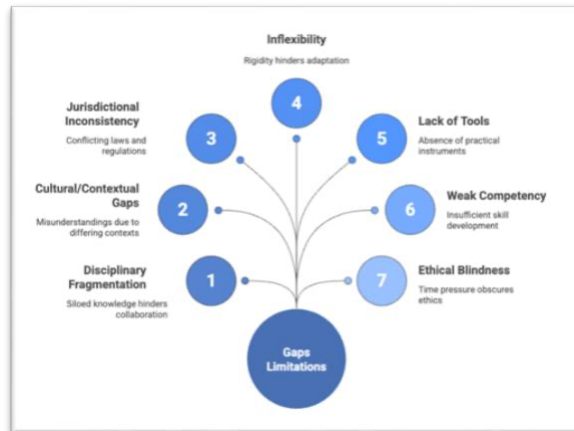 Inflexibility
Rigidity hinders adaptation
4
Jurisdictional
Inconsistency
Conflicting laws and
regulations
3
5
Lack of Tools
Absence of practical
instruments
Cultural/Contextual
Gaps
Misunderstandings due to
differing contexts
2
6
Weak Competency
Insufficient skill
development
Disciplinary
Fragmentation
Siloed knowledge hinders
collaboration
1
7
Ethical Blindness
Time pressure obscures
ethics
Gaps
Limitations